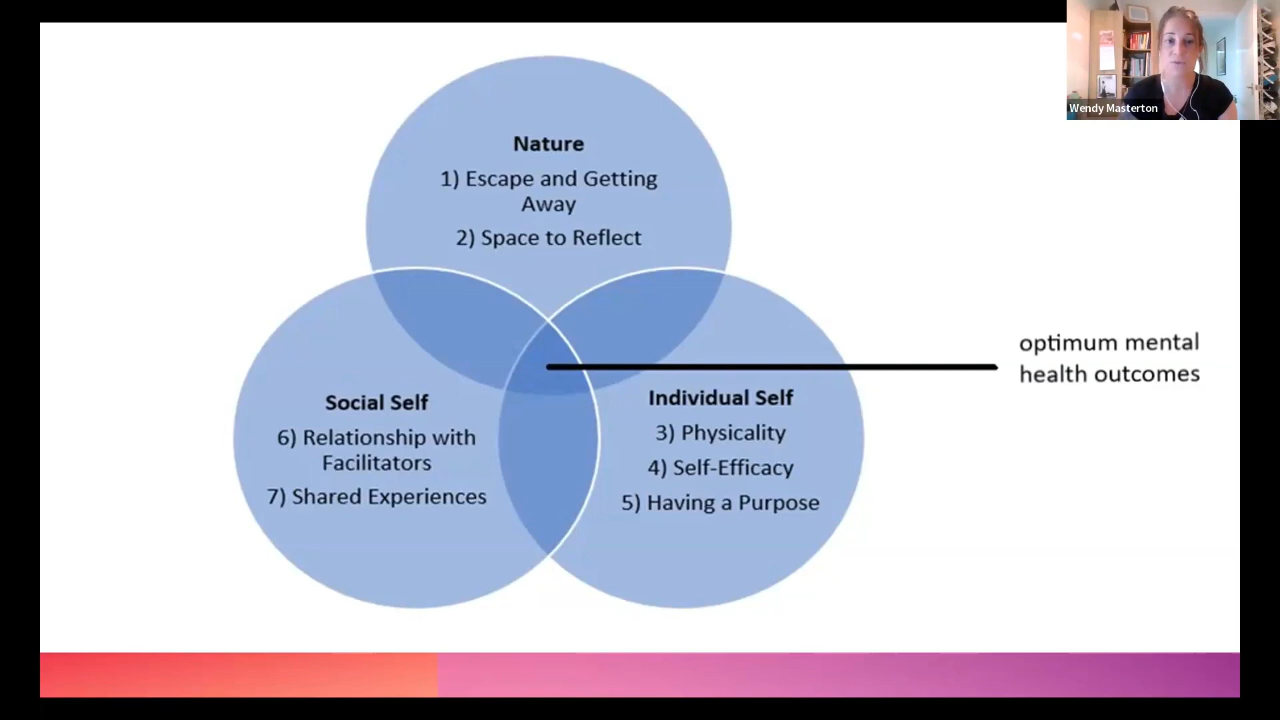 Wendy Masterton
Nature
1) Escape and Getting
Away
2) Space to Reflect
optimum mental
health outcomes
Social Self
6) Relationship with
Facilitators
7) Shared Experiences
Individual Self
3) Physicality
4) Self-Efficacy
5) Having a Purpose